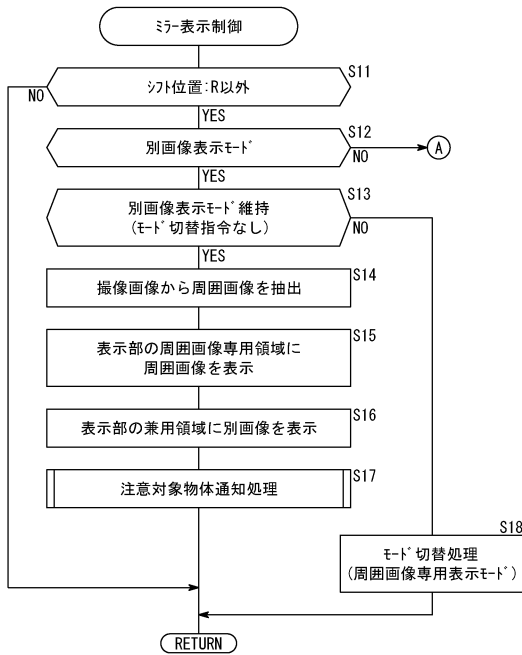 ﾐﾗｰ表示制御
S11
ｼﾌﾄ位置:R以外
NO
YES
S12
別画像表示ﾓｰﾄﾞ
NO
A
YES
S13
別画像表示ﾓｰﾄﾞ維持
(ﾓｰﾄﾞ切替指令なし)
NO
YES
S14
撮像画像から周囲画像を抽出
S15
表示部の周囲画像専用領域に
周囲画像を表示
S16
表示部の兼用領域に別画像を表示
S17
注意対象物体通知処理
S18
ﾓｰﾄﾞ切替処理
(周囲画像専用表示ﾓｰﾄﾞ)
RETURN